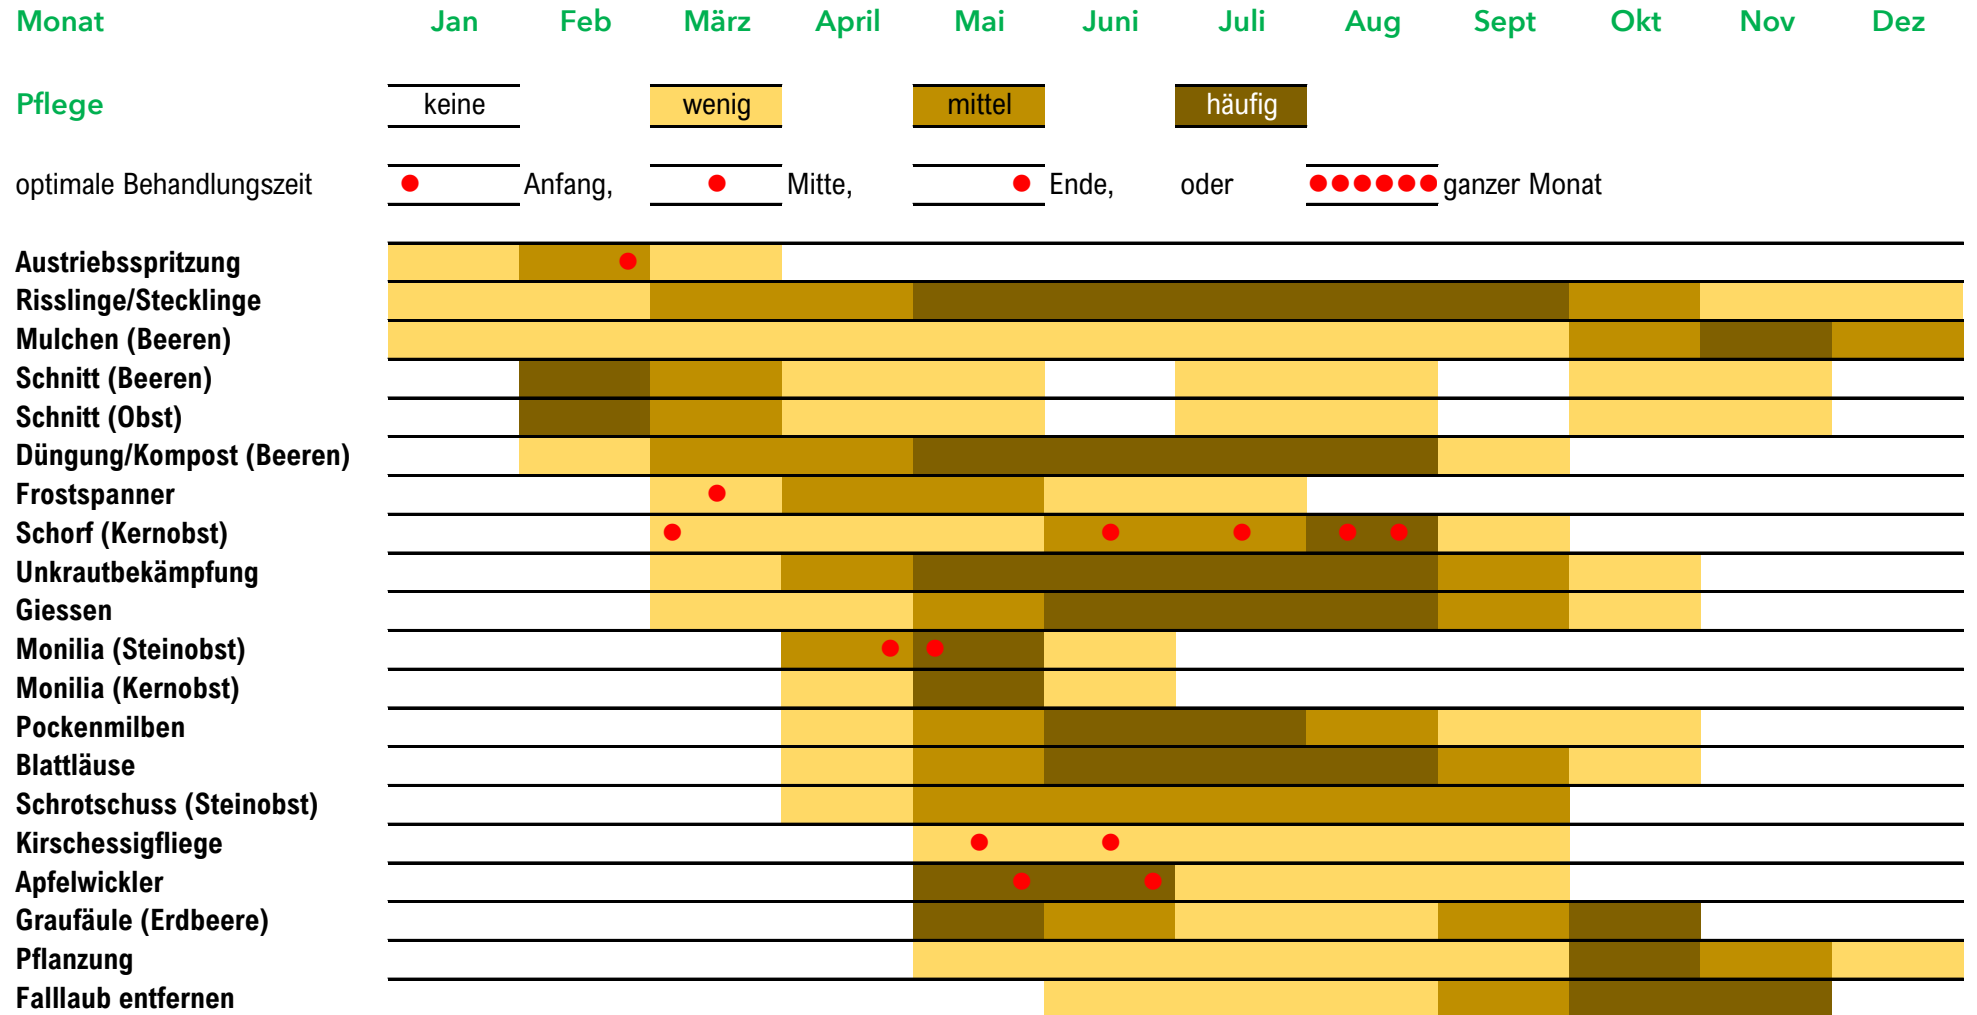 Monat Jan Feb März April Mai Juni Juli Aug Sept Okt Nov Dez
Pflege keine wenig mittel häufig
optimale Behandlungszeit Anfang, Mitte, Ende, oder ganzer Monat
Austriebsspritzung
Risslinge/Stecklinge
Mulchen (Beeren)
Schnitt (Beeren)
Schnitt (Obst)
Düngung/Kompost (Beeren)
Frostspanner
Schorf (Kernobst)
Unkrautbekämpfung
Giessen
Monilia (Steinobst)
Monilia (Kernobst)
Pockenmilben
Blattläuse
Schrotschuss (Steinobst)
Kirschessigfliege
Apfelwickler
Graufäule (Erdbeere)
Pflanzung
Falllaub entfernen